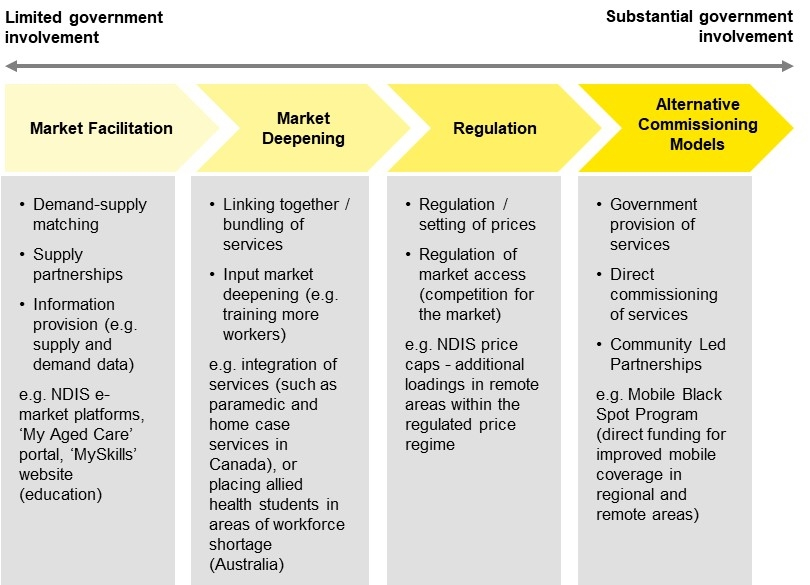 Limited government
involvement
Substantial government
involvement
Market Facilitation
Market
Deepening
Regulation
Alternative
Commissioning
Models
• Demand-supply
matching
• Supply
partnerships
• Information
provision (e.g.
supply and
demand data)
e.g. NDIS e-
market platforms,
‘My Aged Care’
portal, ‘MySkills’
website
(education)
• Linking together /
bundling of
services
• Input market
deepening (e.g.
training more
workers)
e.g. integration of
services (such as
paramedic and
home case
services in
Canada), or
placing allied
health students in
areas of workforce
shortage
(Australia)
• Regulation /
setting of prices
• Regulation of
market access
(competition for
the market)
e.g. NDIS price
caps - additional
loadings in remote
areas within the
regulated price
regime
• Government
provision of
services
• Direct
commissioning
of services
• Community Led
Partnerships
e.g. Mobile Black
Spot Program
(direct funding for
improved mobile
coverage in
regional and
remote areas)